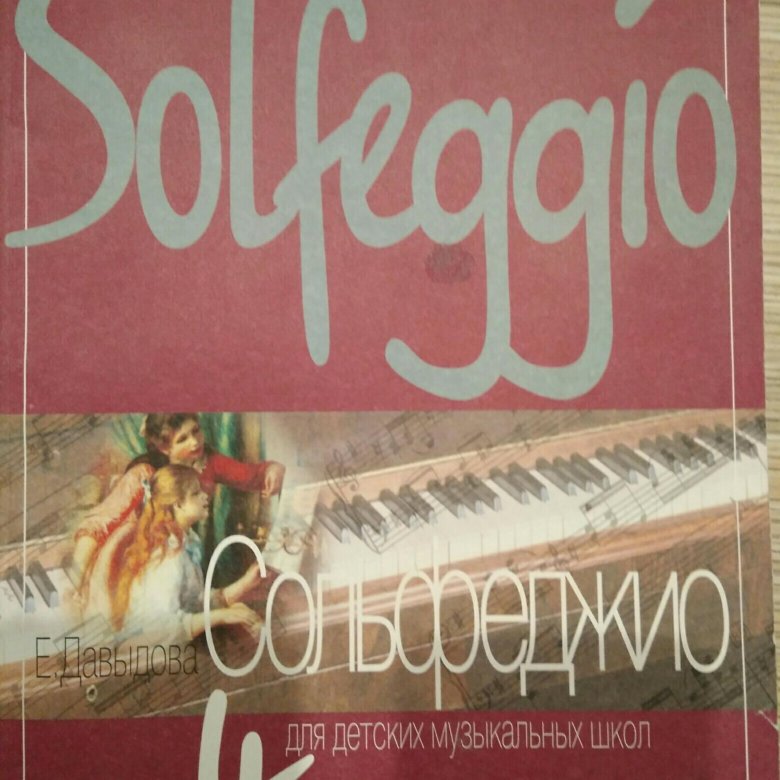 Solfeggio
Сольфеджио
Е.Давыдова
для детских музыкальных школ